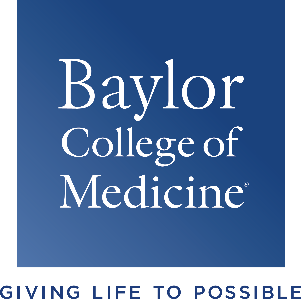 Baylor
College of
Medicine®
GIVING LIFE TO POSSIBLE